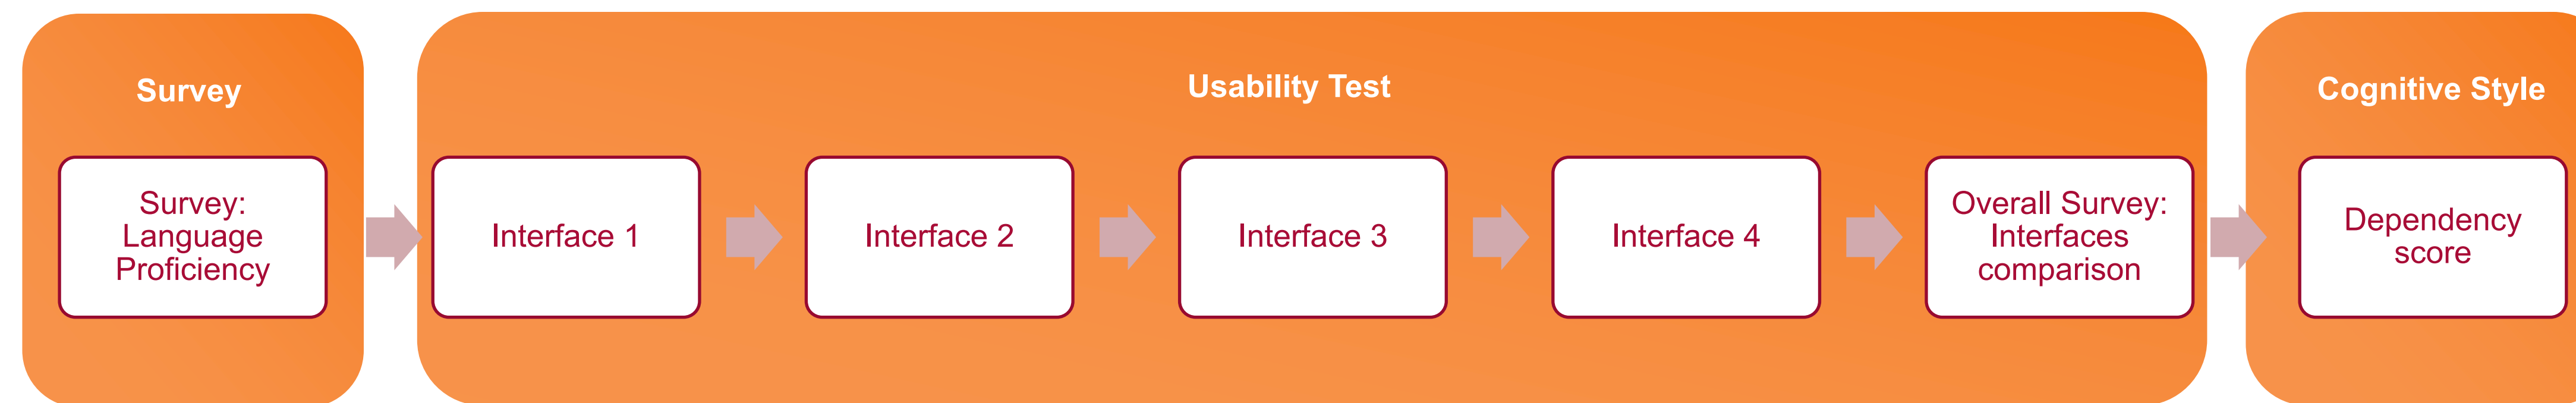 Survey
Usability Test
Cognitive Style
Survey:
Language
Proficiency
Interface 1
Interface 2
Interface 3
Interface 4
Overall Survey:
Interfaces
comparison
Dependency
score